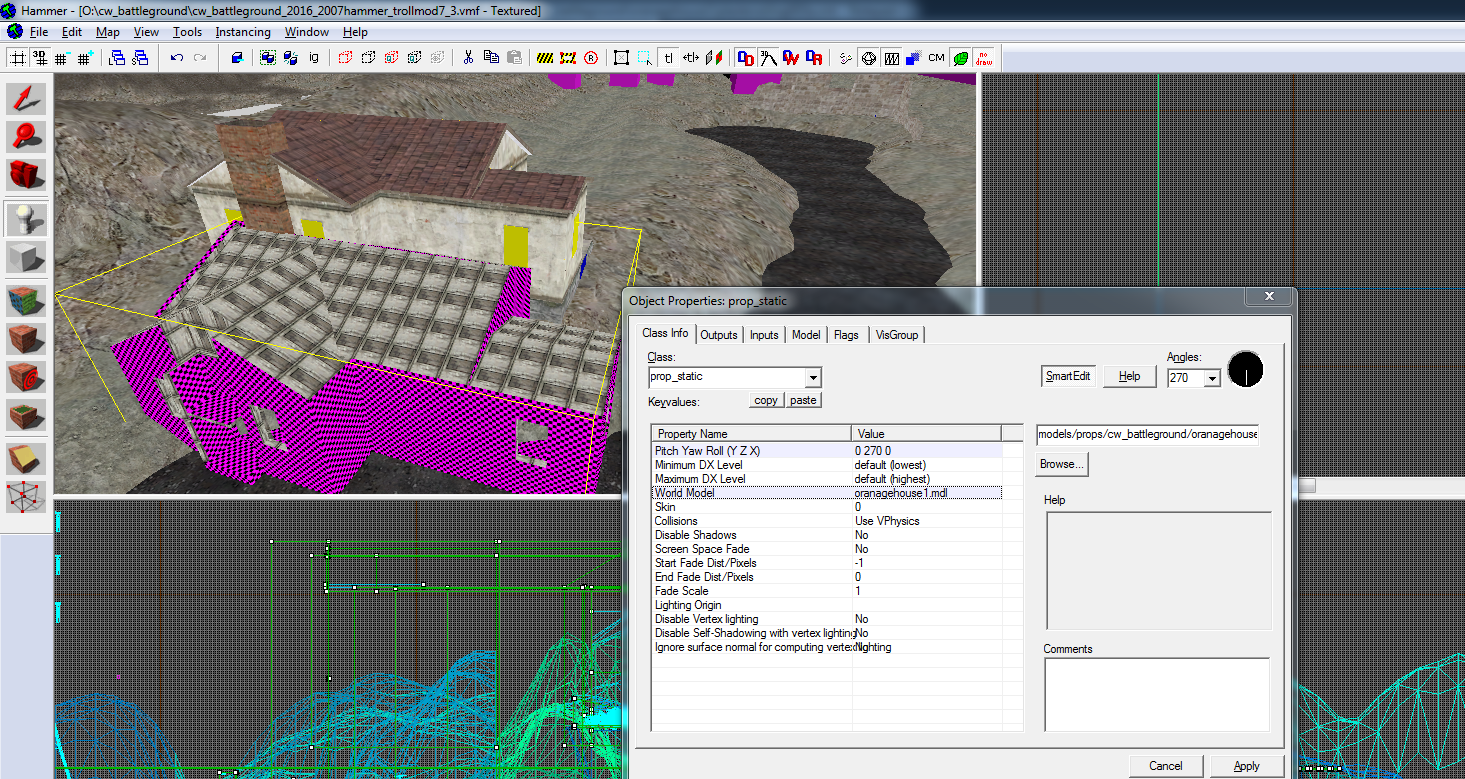 Hammer - [O:\cw_battleground\cw_battleground_2016_2007hammer_trollmod7_3.vmf - Textured]
File Edit Map View Tools Instancing Window Help
3D ig R tl CM no draw
Object Properties: prop_static
Class Info Outputs Inputs Model Flags VisGroup
Class:
prop_static
SmartEdit Help
Angles:
270
Keyvalues: copy paste
Property Name Value
models/props/cw_battleground/oranagehouse
Pitch Yaw Roll (Y Z X) 0 270 0
Minimum DX Level default (lowest)
Browse...
Maximum DX Level default (highest)
World Model oranagehouse1.mdl
Help
Skin 0
Collisions Use VPhysics
Disable Shadows No
Screen Space Fade No
Start Fade Dist/Pixels -1
End Fade Dist/Pixels 0
Fade Scale 1
Lighting Origin
Disable Vertex lighting No
Disable Self-Shadowing with vertex lighting No
Ignore surface normal for computing vertex lighting
Comments
Cancel Apply